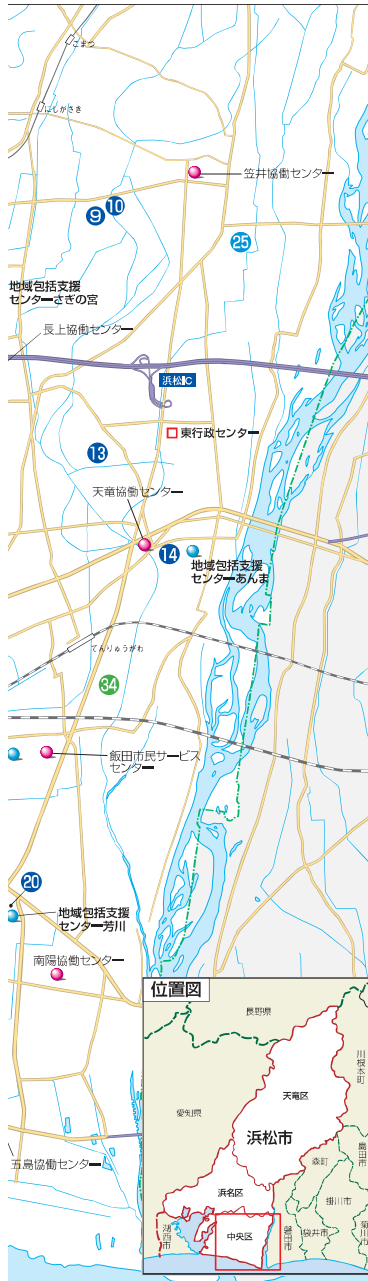 こまつ
にしがさき
笠井協働センター
9
10
25
地域包括支援
センターさぎの宮
長上協働センター
浜松IC
東行政センター
13
天竜協働センター
14
地域包括支援
センターあんま
てんりゅうがわ
34
飯田市民サービス
センター
20
地域包括支援
センター芳川
南陽協働センター
五島協働センター
位置図
長野県
川根本町
天竜区
愛知県
浜松市
島田市
森町
浜名区
掛川市
湖西市
中央区
磐田市
袋井市
菊川市